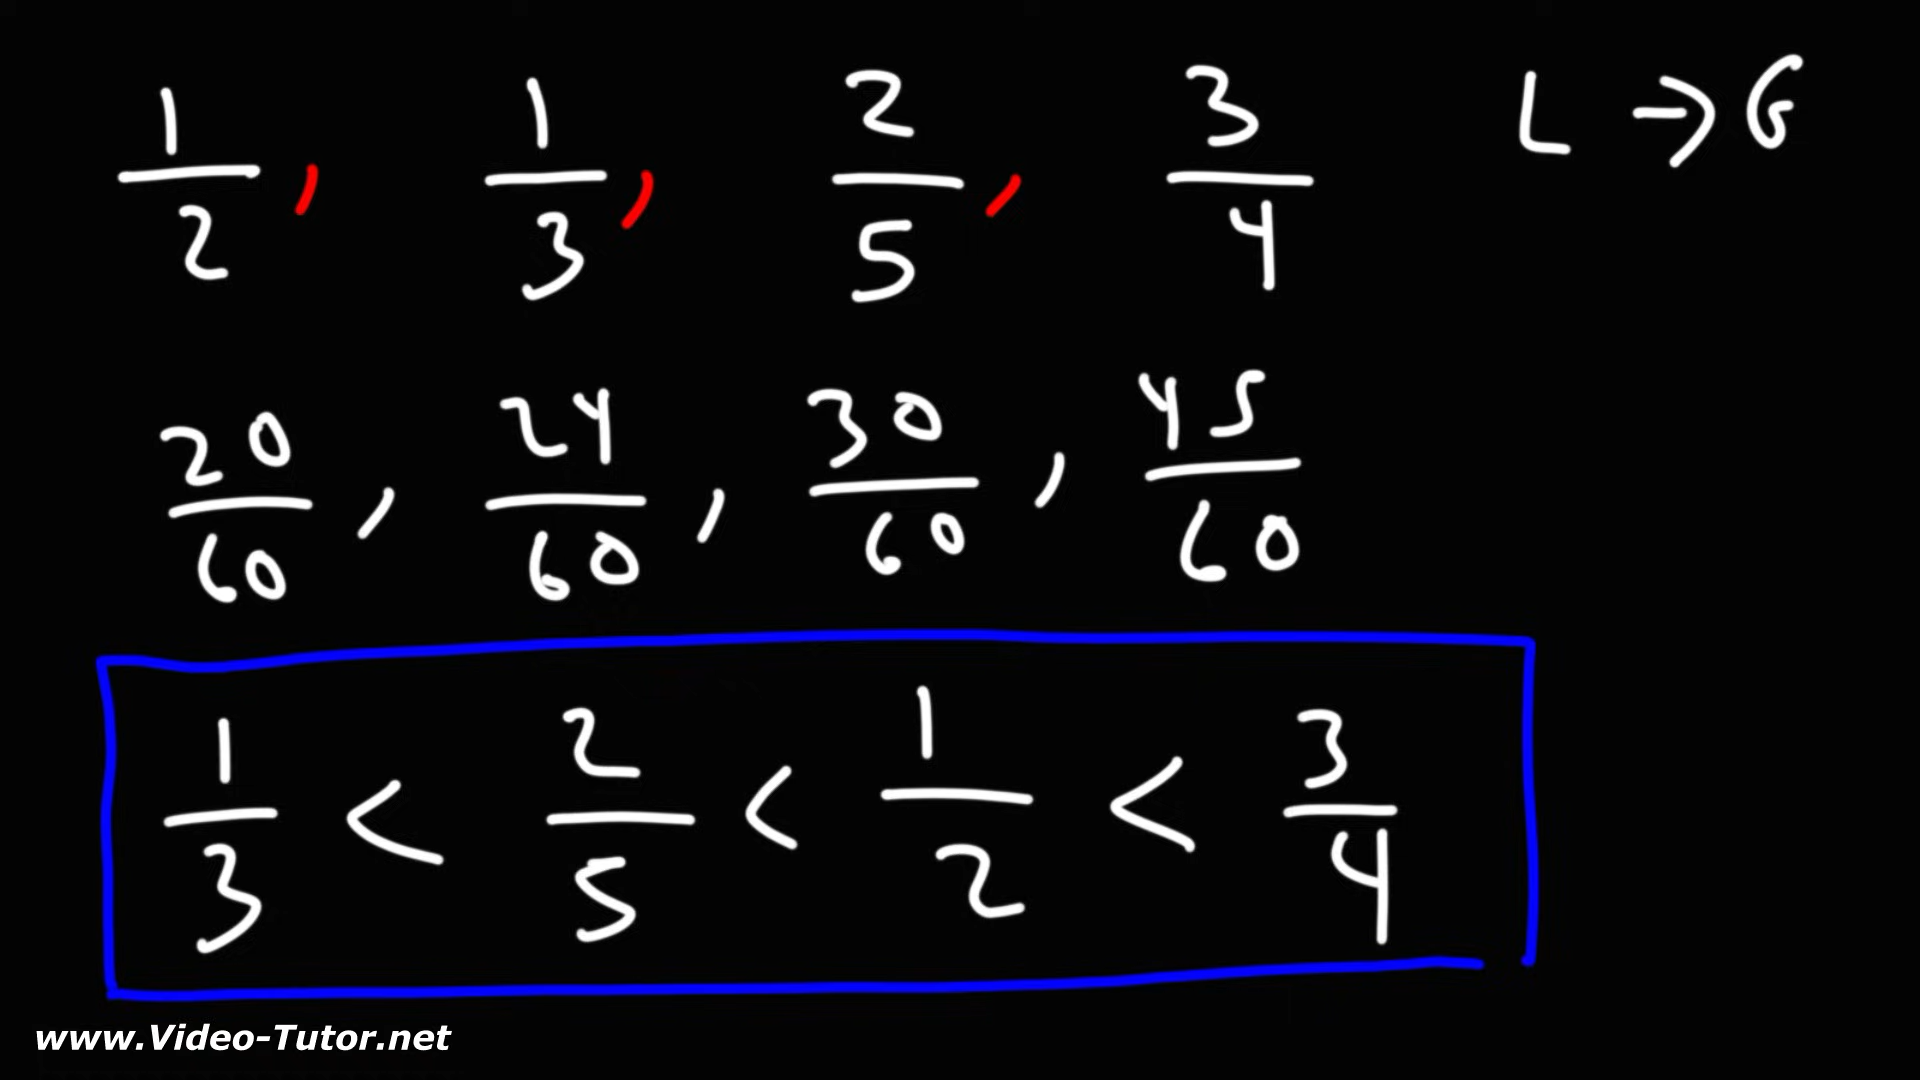 1/2, 1/3, 2/5, 3/4 L → G
20/60, 24/60, 30/60, 45/60
1/3 < 2/5 < 1/2 < 3/4
www.Video-Tutor.net